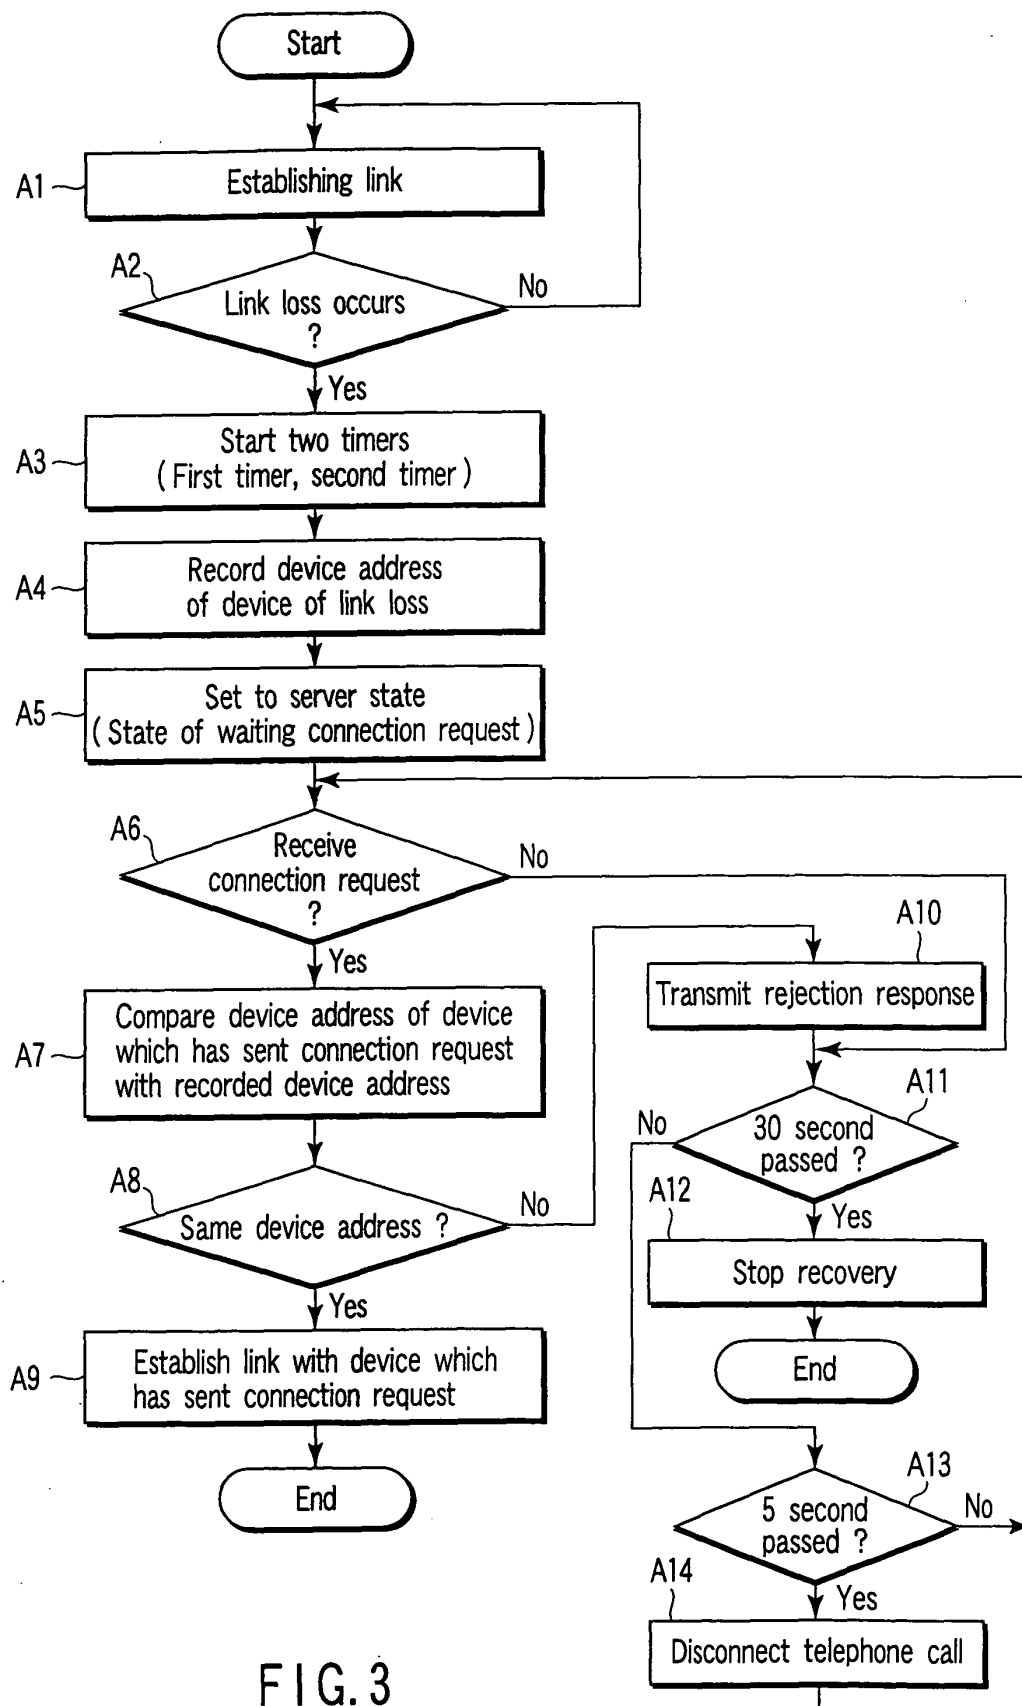 Start
A1
Establishing link
A2
Link loss occurs
?
No
Yes
A3
Start two timers
(First timer, second timer)
A4
Record device address
of device of link loss
A5
Set to server state
(State of waiting connection request)
A6
Receive
connection request
?
No
Yes
A7
Compare device address of device
which has sent connection request
with recorded device address
A8
Same device address ?
No
Yes
A9
Establish link with device which
has sent connection request
End
A10
Transmit rejection response
A11
30 second
passed ?
No
Yes
A12
Stop recovery
End
A13
5 second
passed ?
No
Yes
A14
Disconnect telephone call
FIG.3